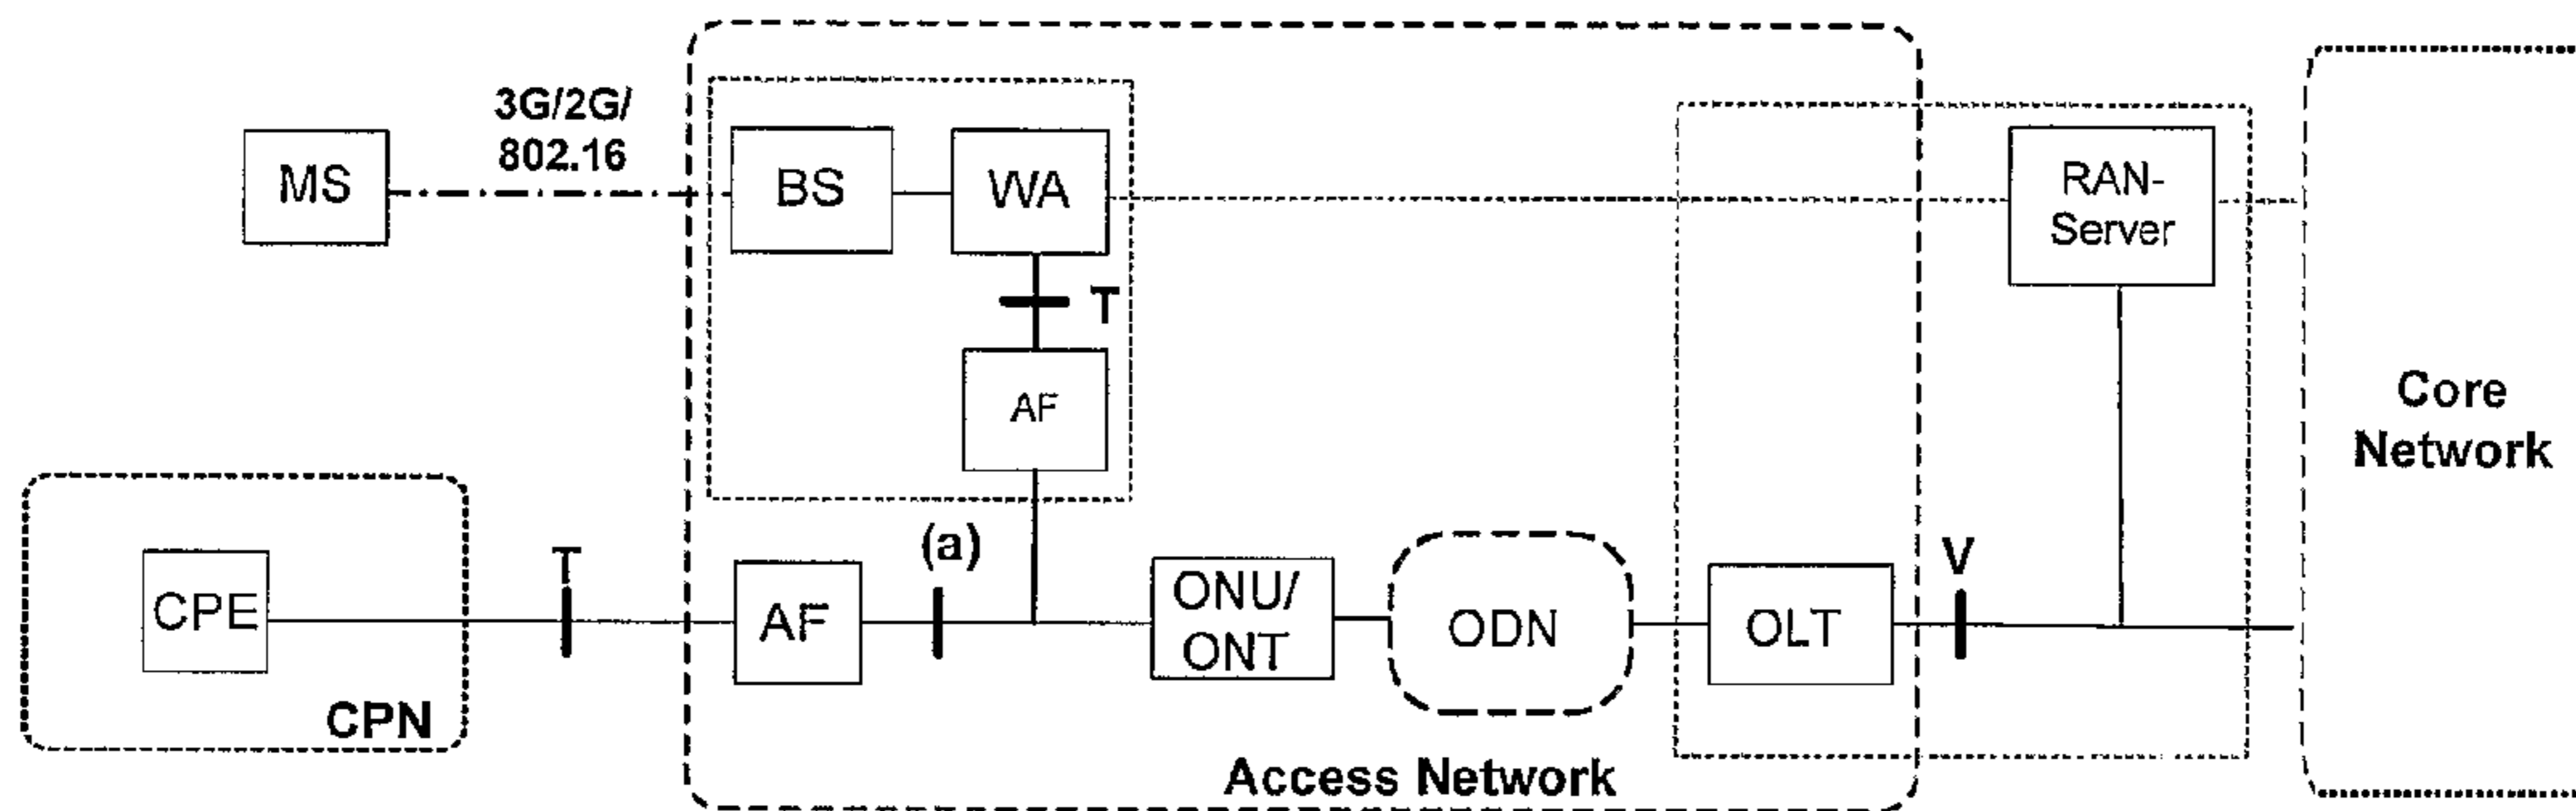 3G/2G/
802.16
MS
BS
WA
RAN-
Server
T
AF
Core
Network
CPE
CPN
T
AF
(a)
ONU/
ONT
ODN
OLT
V
Access Network